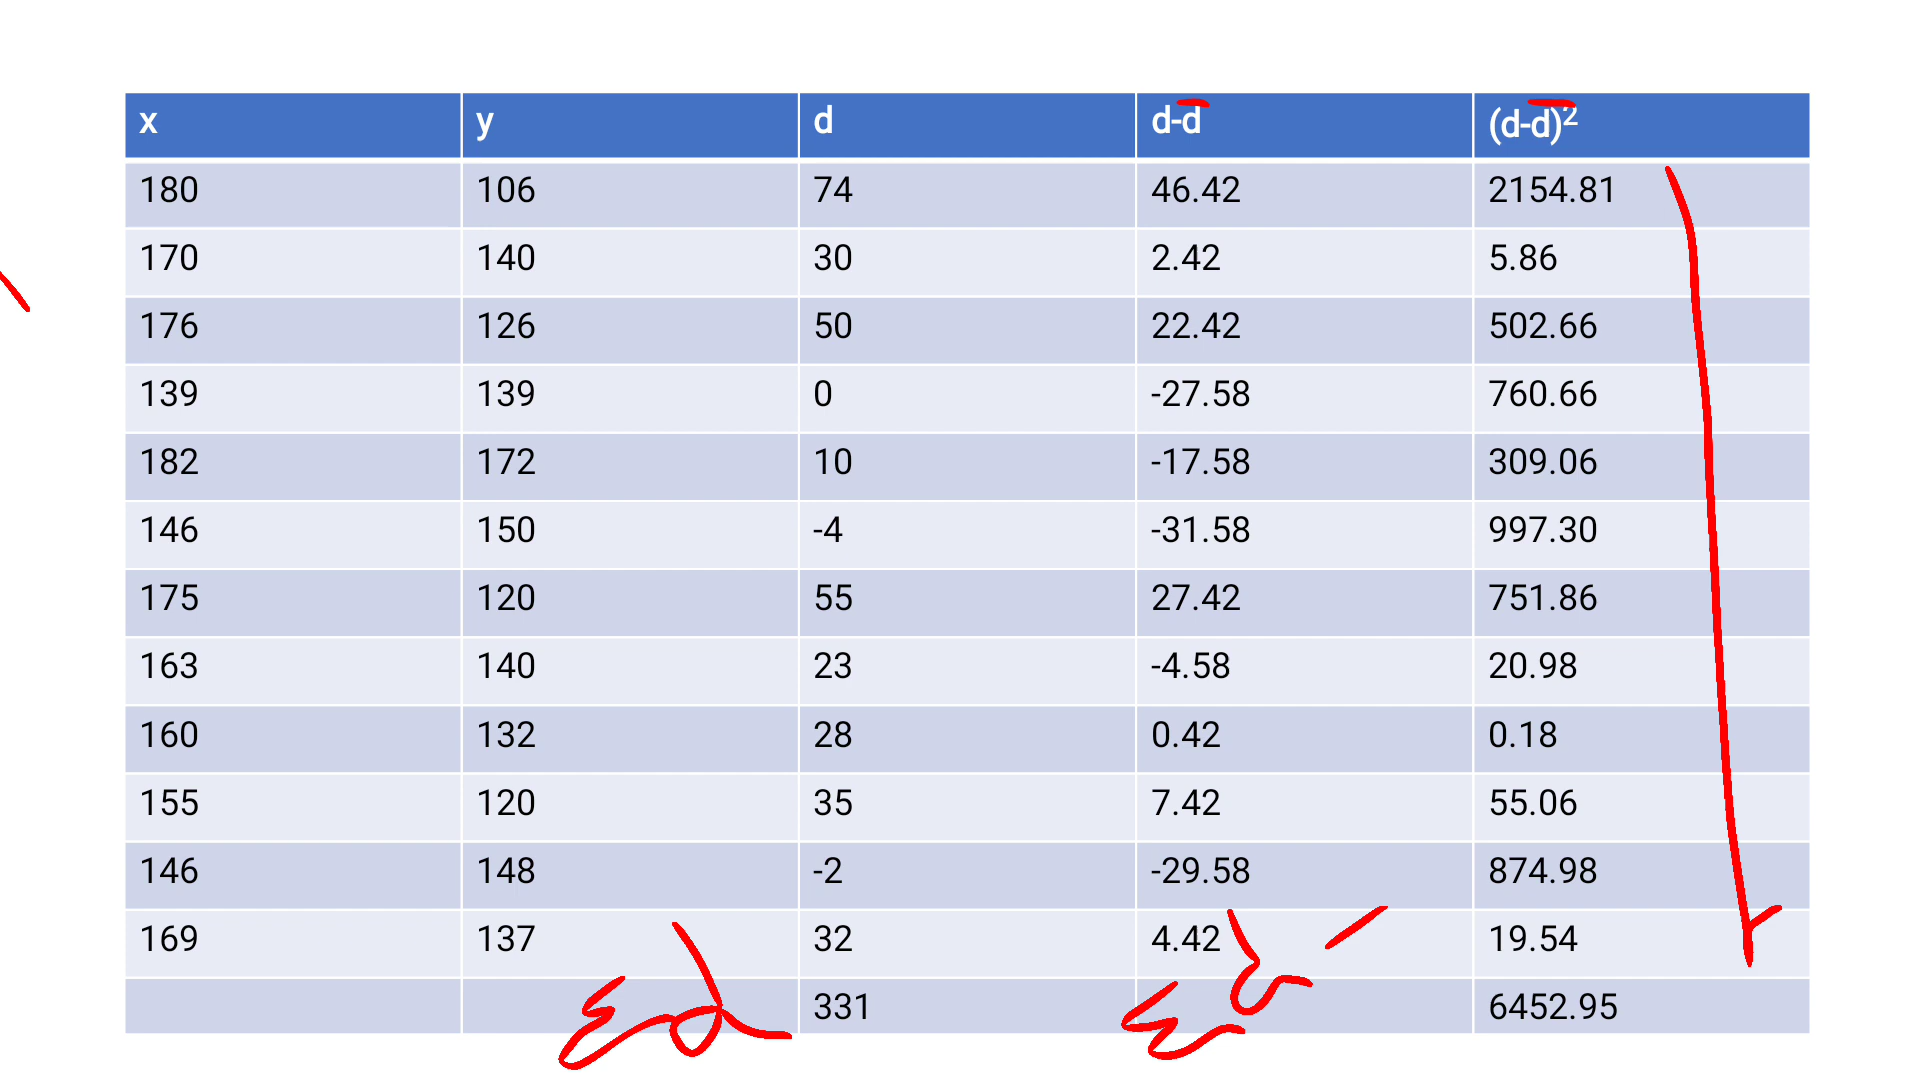 x y d d-d̄ (d-d̄)²
180 106 74 46.42 2154.81
170 140 30 2.42 5.86
176 126 50 22.42 502.66
139 139 0 -27.58 760.66
182 172 10 -17.58 309.06
146 150 -4 -31.58 997.30
175 120 55 27.42 751.86
163 140 23 -4.58 20.98
160 132 28 0.42 0.18
155 120 35 7.42 55.06
146 148 -2 -29.58 874.98
169 137 32 4.42 19.54
Σd 331 6452.95